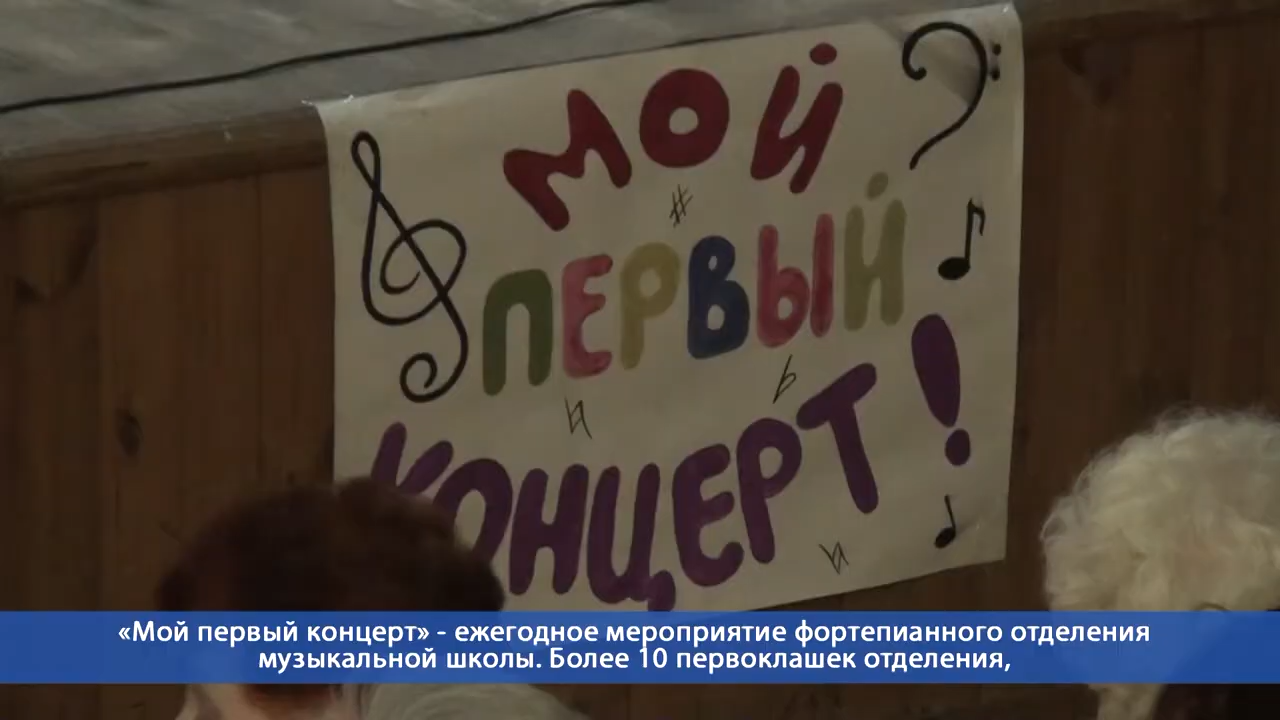 МОЙ
ПЕРВЫЙ
КОНЦЕРТ!
«Мой первый концерт» - ежегодное мероприятие фортепианного отделения
музыкальной школы. Более 10 первоклашек отделения,